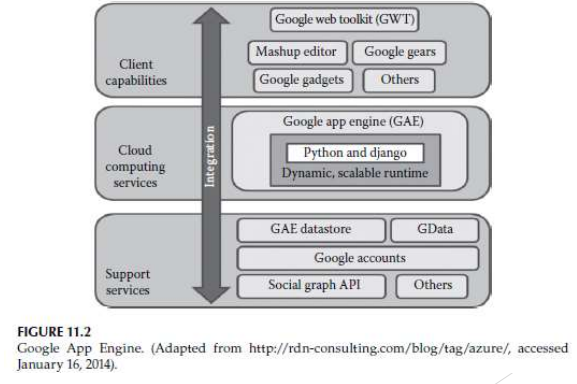 Google web toolkit (GWT)
Mashup editor
Google gears
Client
capabilities
Google gadgets
Others
Google app engine (GAE)
Cloud
computing
services
Python and django
Dynamic, scalable runtime
Integration
GAE datastore
GData
Google accounts
Support
services
Social graph API
Others
FIGURE 11.2
Google App Engine. (Adapted from http://rdn-consulting.com/blog/tag/azure/, accessed
January 16, 2014).